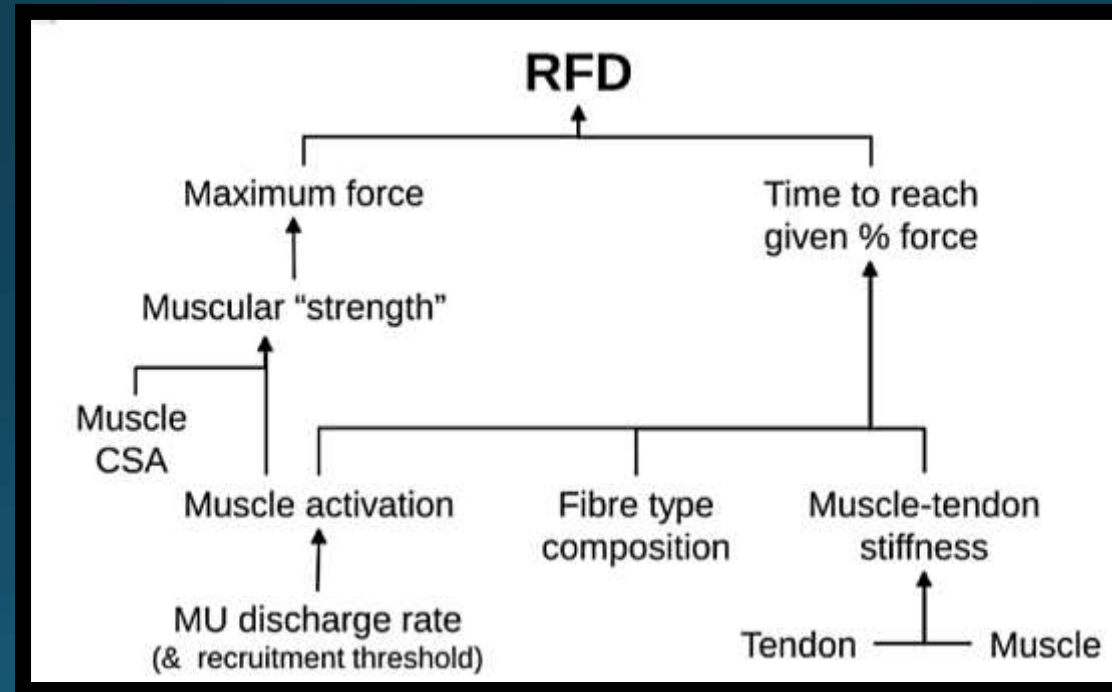 RFD
Maximum force
Time to reach
given % force
Muscular “strength”
Muscle
CSA
Muscle activation
Fibre type
composition
Muscle-tendon
stiffness
MU discharge rate
(& recruitment threshold)
Tendon
Muscle